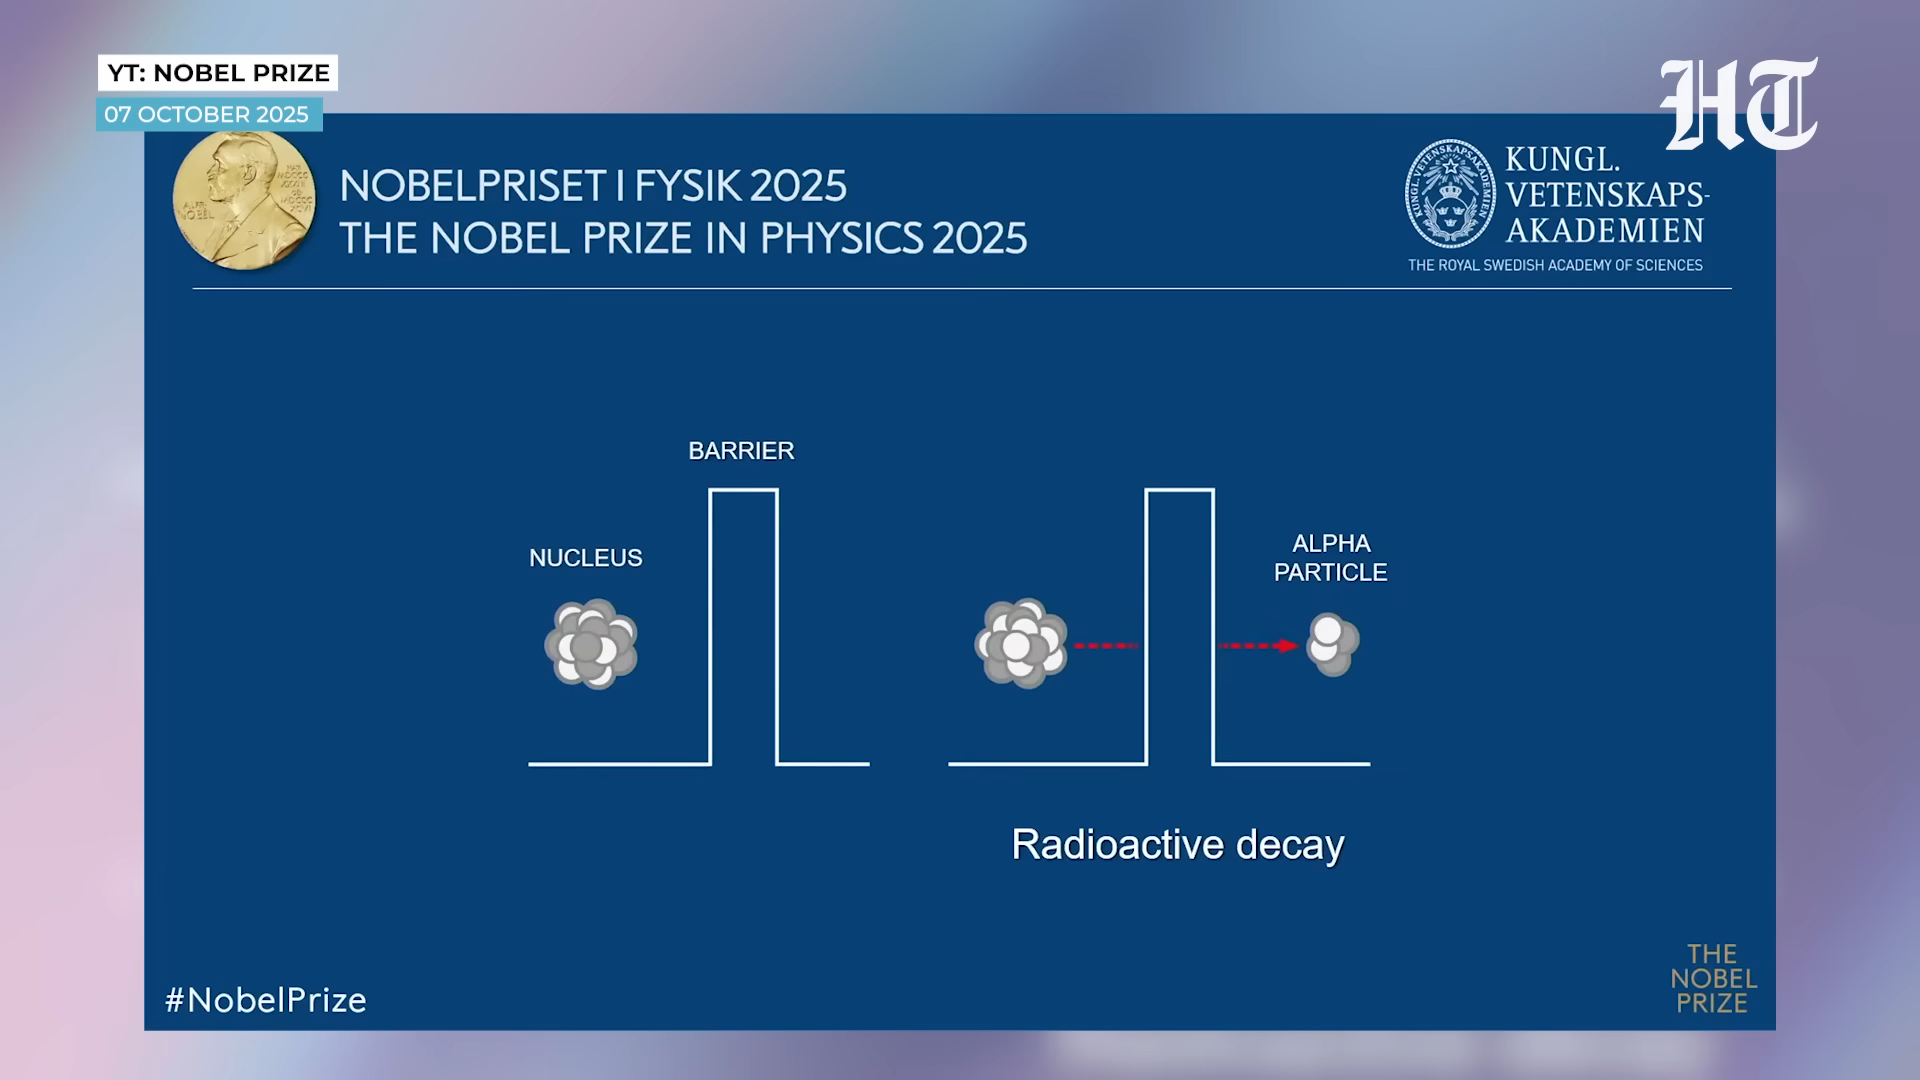 YT: NOBEL PRIZE
07 OCTOBER 2025
HT
NOBELPRISET I FYSIK 2025
THE NOBEL PRIZE IN PHYSICS 2025
KUNGL.
VETENSKAPS-
AKADEMIEN
THE ROYAL SWEDISH ACADEMY OF SCIENCES
BARRIER
NUCLEUS
ALPHA
PARTICLE
Radioactive decay
#NobelPrize
THE
NOBEL
PRIZE